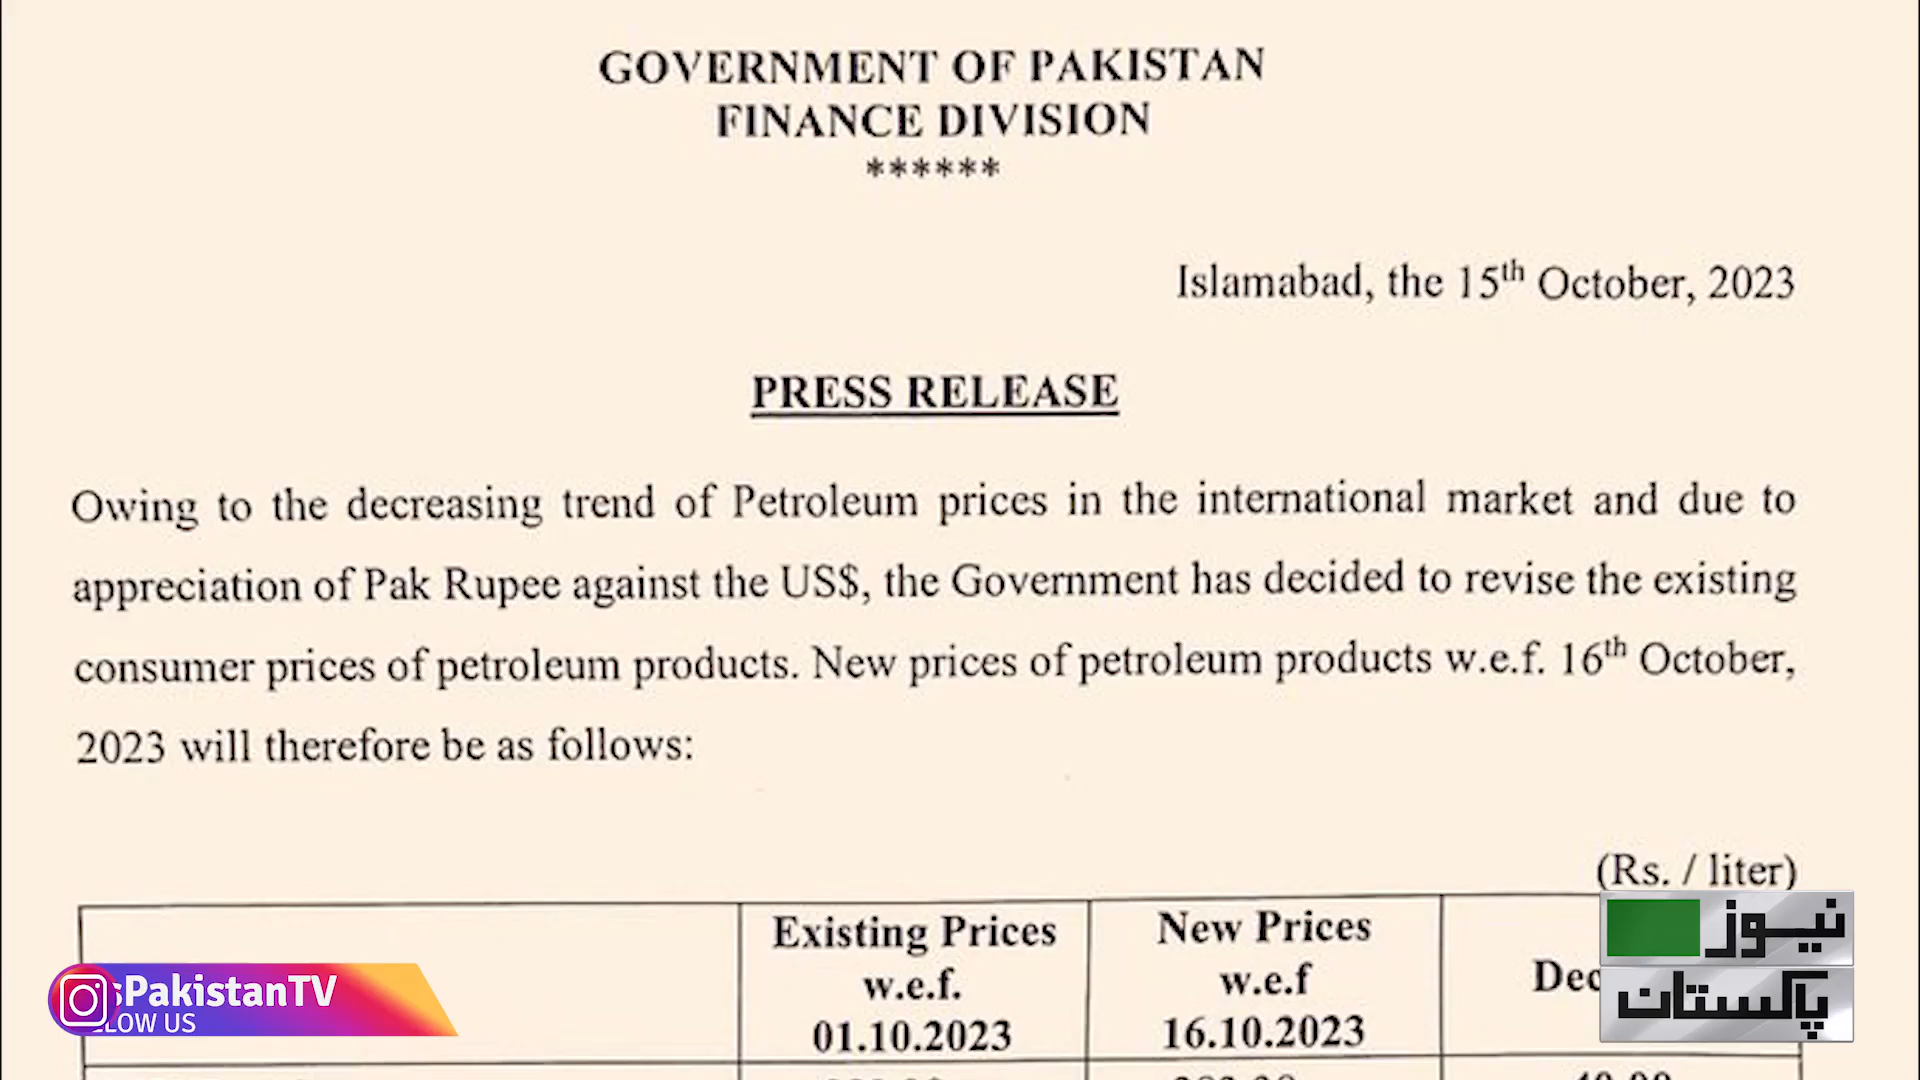 GOVERNMENT OF PAKISTAN
FINANCE DIVISION
******
Islamabad, the 15th October, 2023
PRESS RELEASE
Owing to the decreasing trend of Petroleum prices in the international market and due to
appreciation of Pak Rupee against the US$, the Government has decided to revise the existing
consumer prices of petroleum products. New prices of petroleum products w.e.f. 16th October,
2023 will therefore be as follows:
(Rs. / liter)
Existing Prices
w.e.f.
01.10.2023
New Prices
w.e.f
16.10.2023
sPakistanTV
LOW US
نیوز
پاکستان